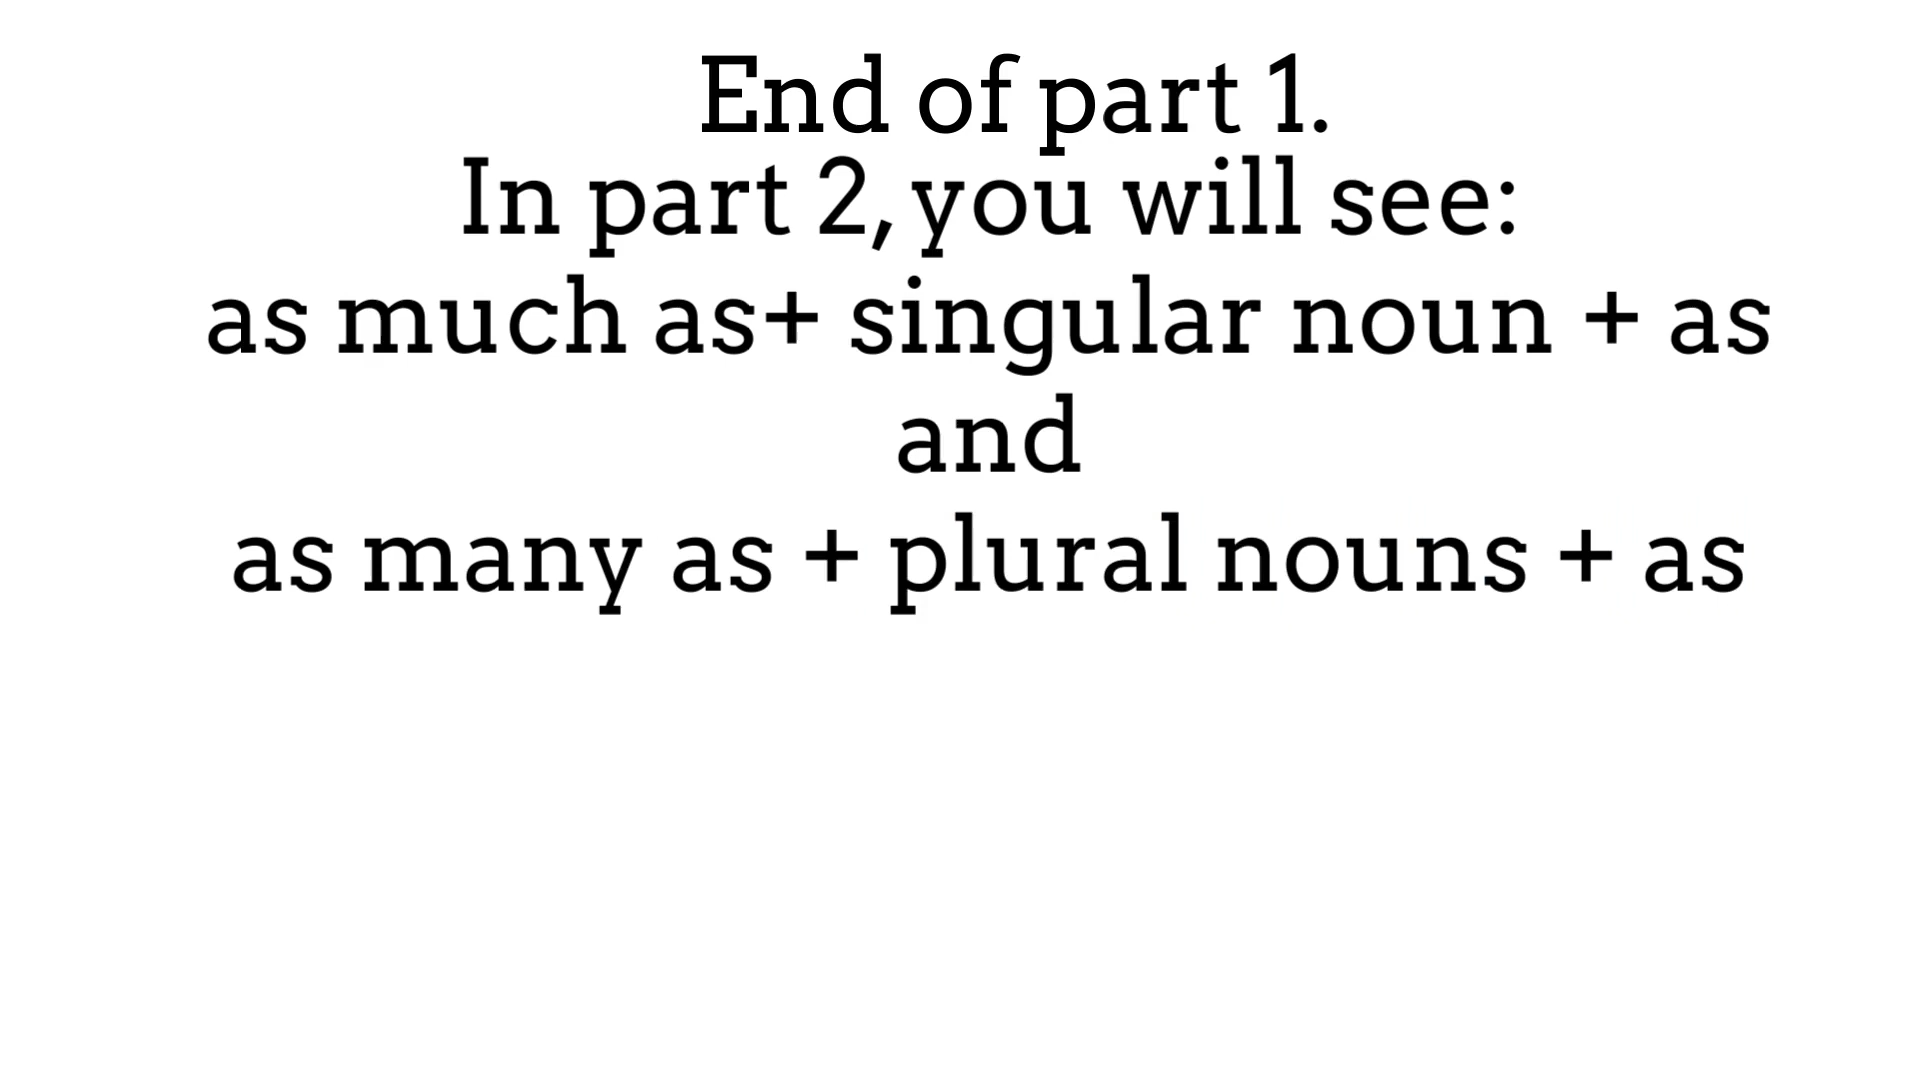 End of part 1.
In part 2, you will see:
as much as+ singular noun + as
and
as many as + plural nouns + as